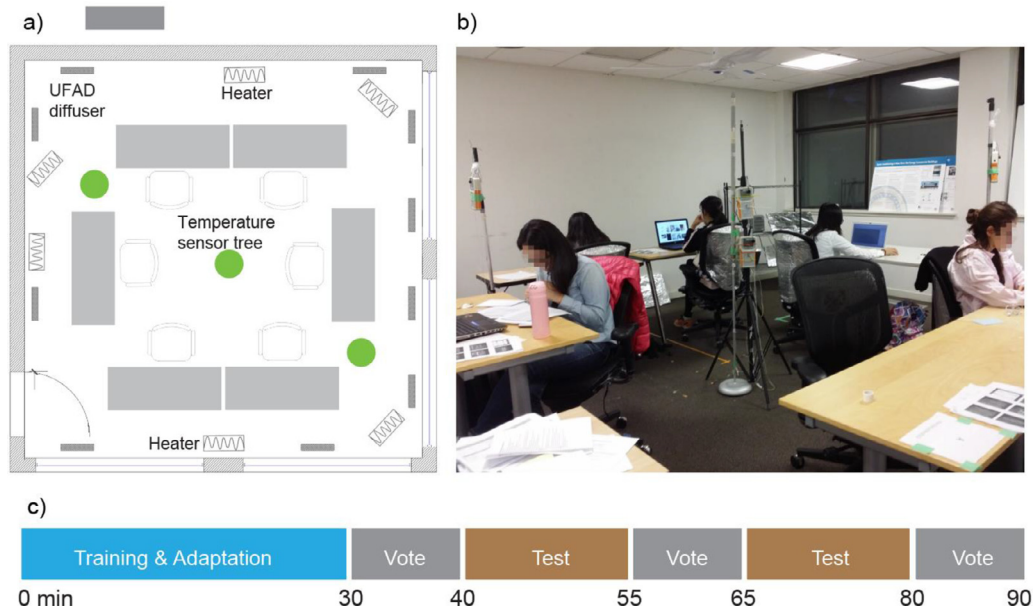 a)
b)
UFAD
diffuser
Heater
Temperature
sensor tree
Heater
c)
Training & Adaptation
Vote
Test
Vote
Test
Vote
0 min
30
40
55
65
80
90